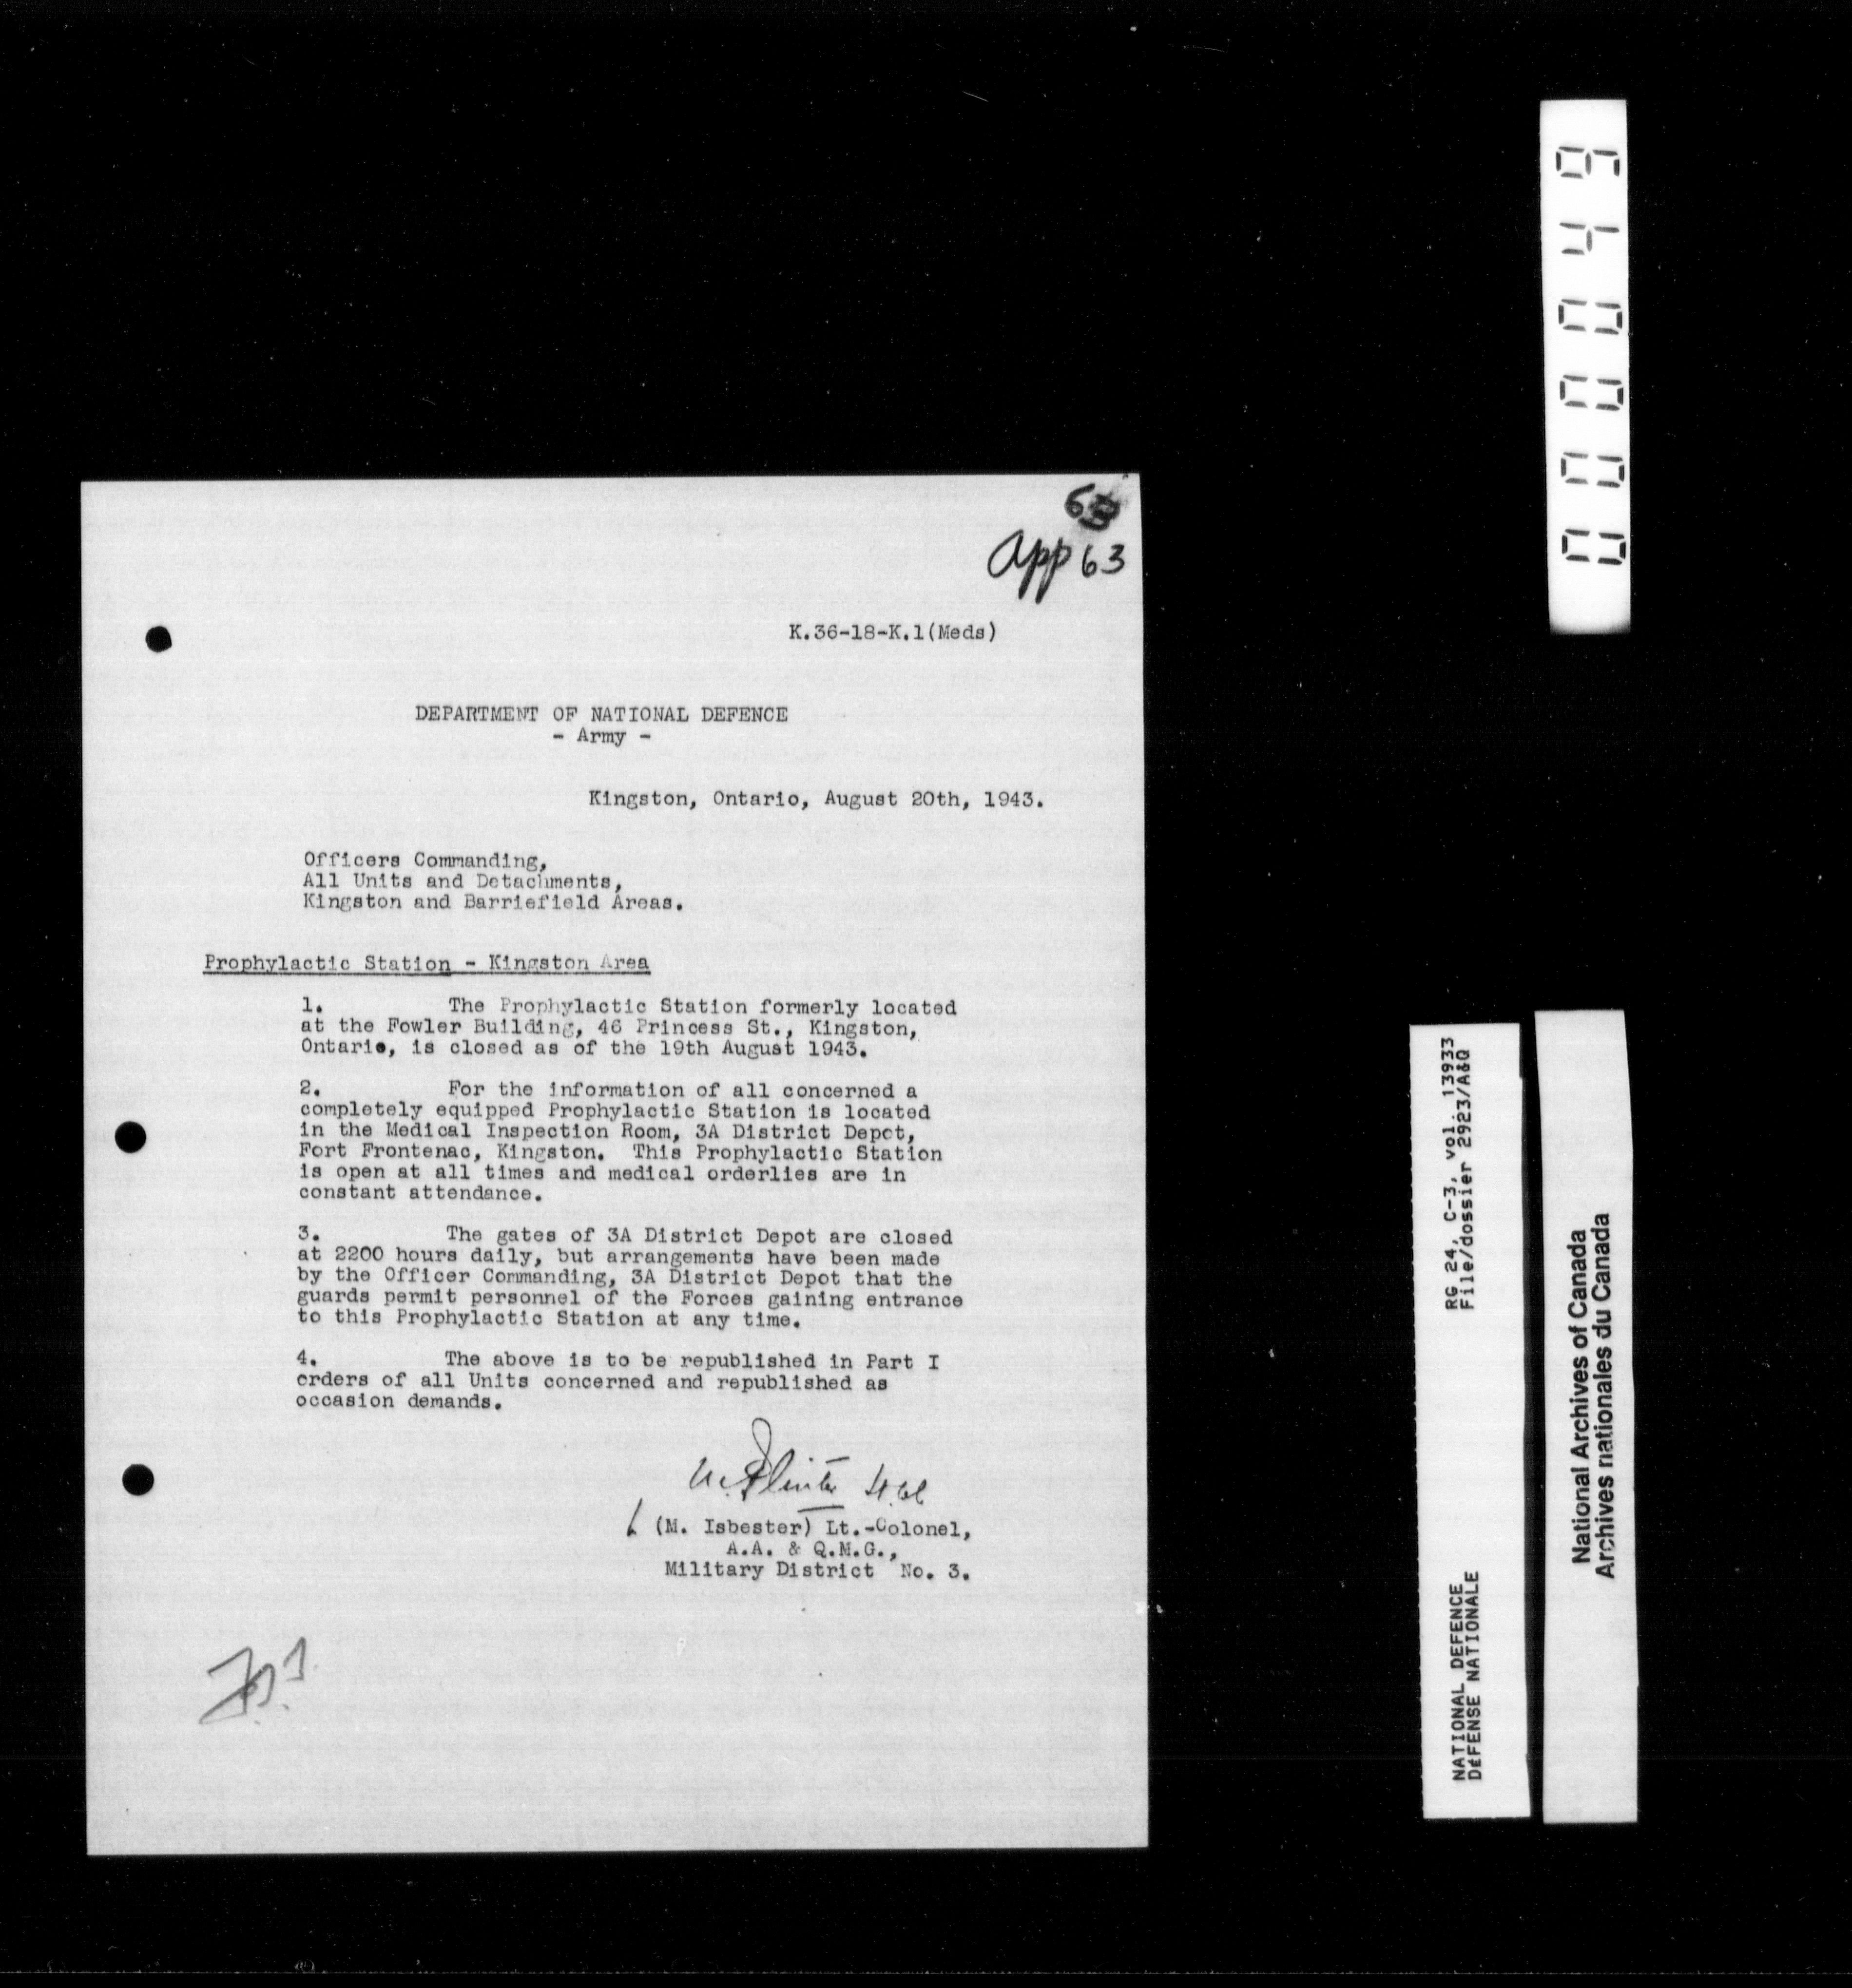 63
App 63
K.36-18-K.1(Meds)
DEPARTMENT OF NATIONAL DEFENCE
- Army -
Kingston, Ontario, August 20th, 1943.
Officers Commanding,
All Units and Detachments,
Kingston and Barriefield Areas.
Prophylactic Station - Kingston Area
1. The Prophylactic Station formerly located
at the Fowler Building, 46 Princess St., Kingston,
Ontario, is closed as of the 19th August 1943.
2. For the information of all concerned a
completely equipped Prophylactic Station is located
in the Medical Inspection Room, 3A District Depot,
Fort Frontenac, Kingston. This Prophylactic Station
is open at all times and medical orderlies are in
constant attendance.
3. The gates of 3A District Depot are closed
at 2200 hours daily, but arrangements have been made
by the Officer Commanding, 3A District Depot that the
guards permit personnel of the Forces gaining entrance
to this Prophylactic Station at any time.
4. The above is to be republished in Part I
orders of all Units concerned and republished as
occasion demands.
(M. Isbester) Lt.-Colonel,
A.A. & Q.M.G.,
Military District No. 3.
000049
NATIONAL DEFENCE RG 24, C-3, vol. 13933
DÉFENSE NATIONALE File/dossier 2923/A&Q
National Archives of Canada
Archives nationales du Canada